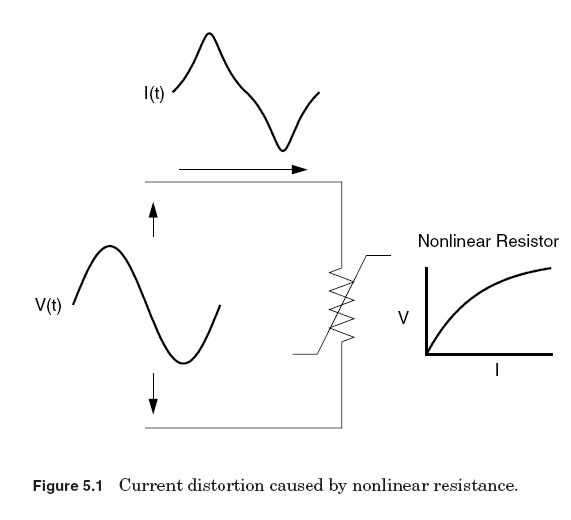 I(t)
Nonlinear Resistor
V(t)
V
I
Figure 5.1 Current distortion caused by nonlinear resistance.